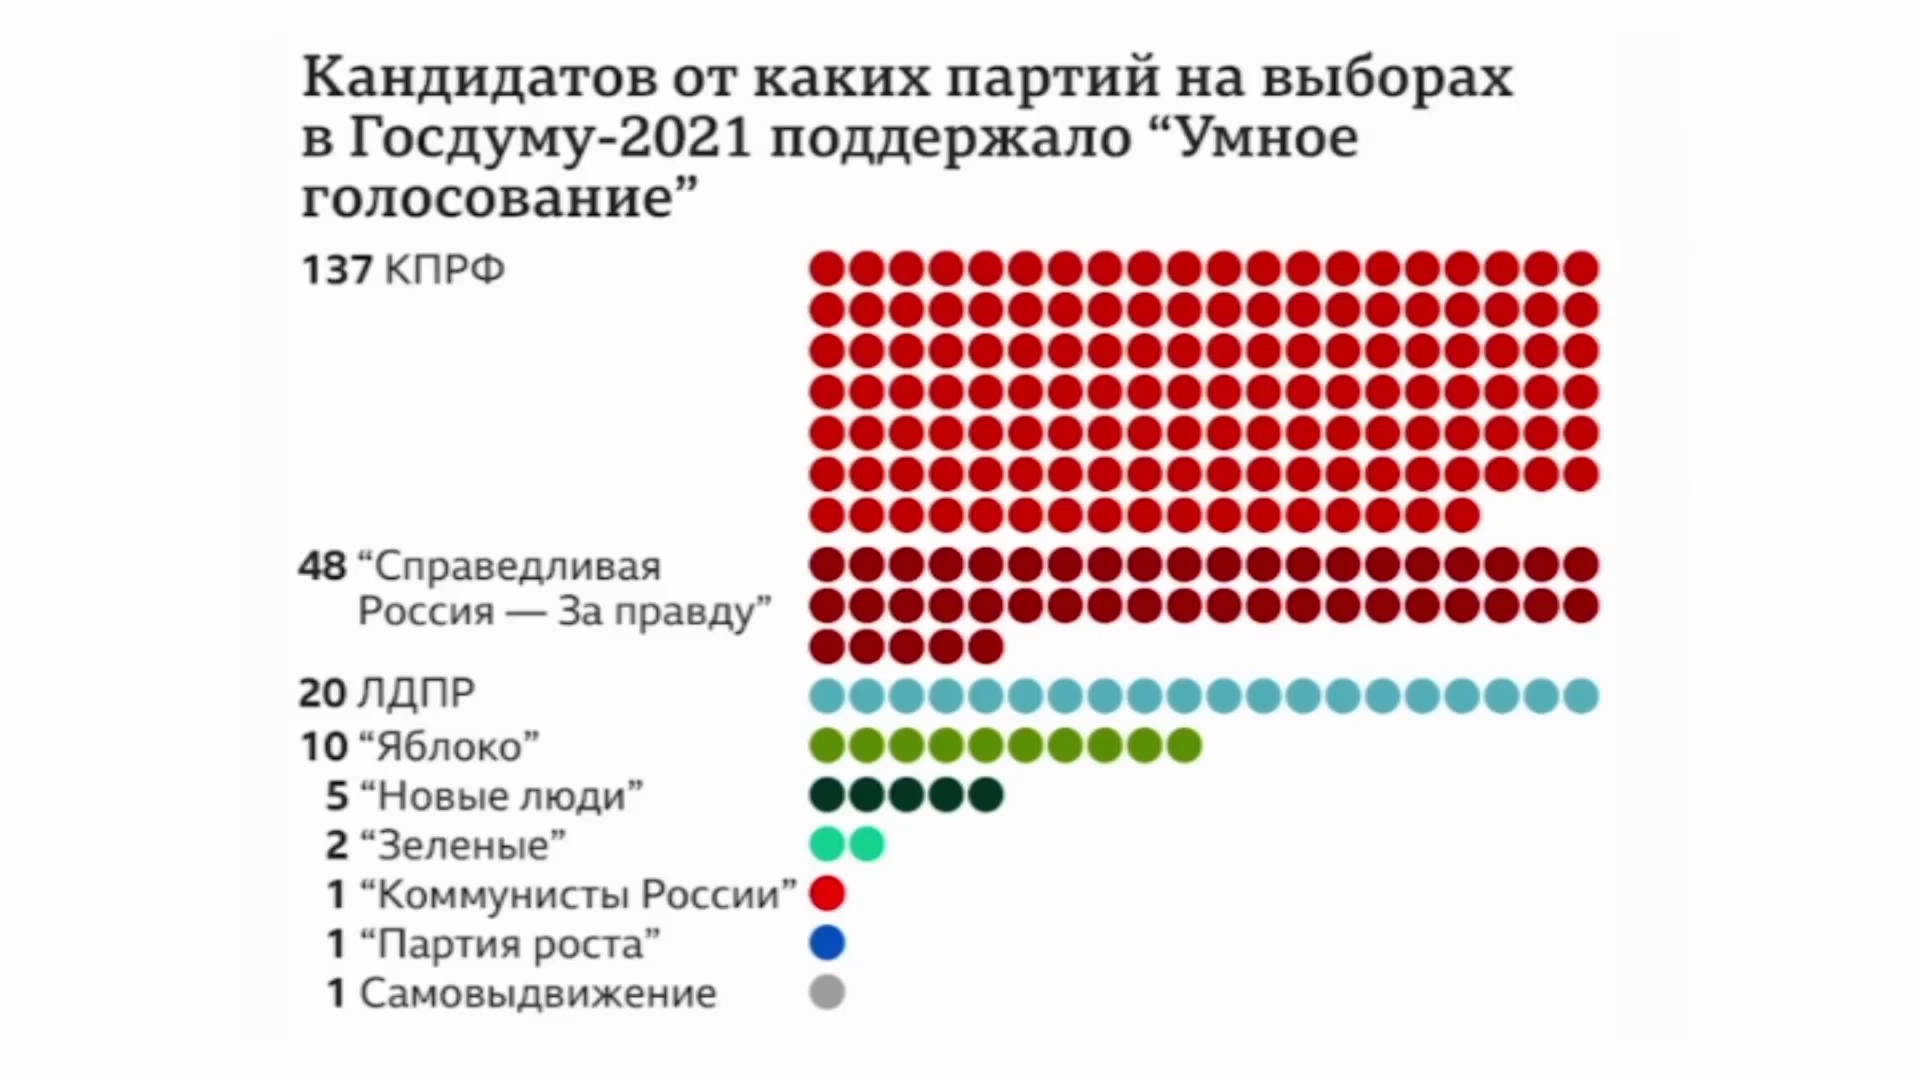 Кандидатов от каких партий на выборах
в Госдуму-2021 поддержало “Умное
голосование”
137 КПРФ
48 “Справедливая
Россия — За правду”
20 ЛДПР
10 “Яблоко”
5 “Новые люди”
2 “Зеленые”
1 “Коммунисты России”
1 “Партия роста”
1 Самовыдвижение